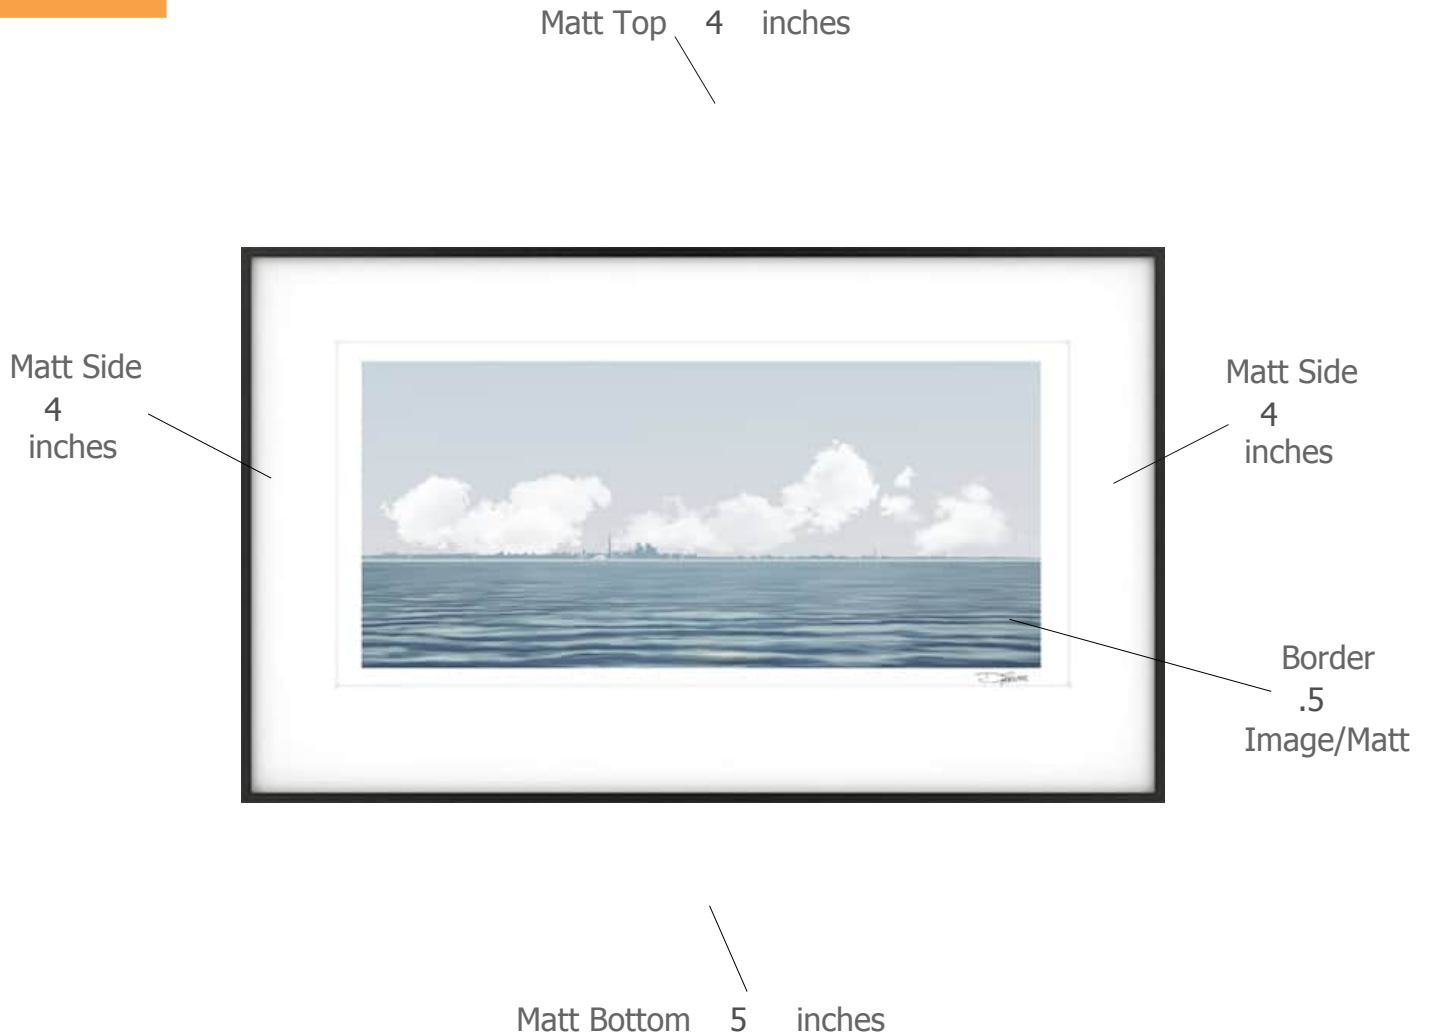 Matt Top 4 inches
Matt Side
4
inches
Matt Side
4
inches
Border
.5
Image/Matt
Matt Bottom 5 inches